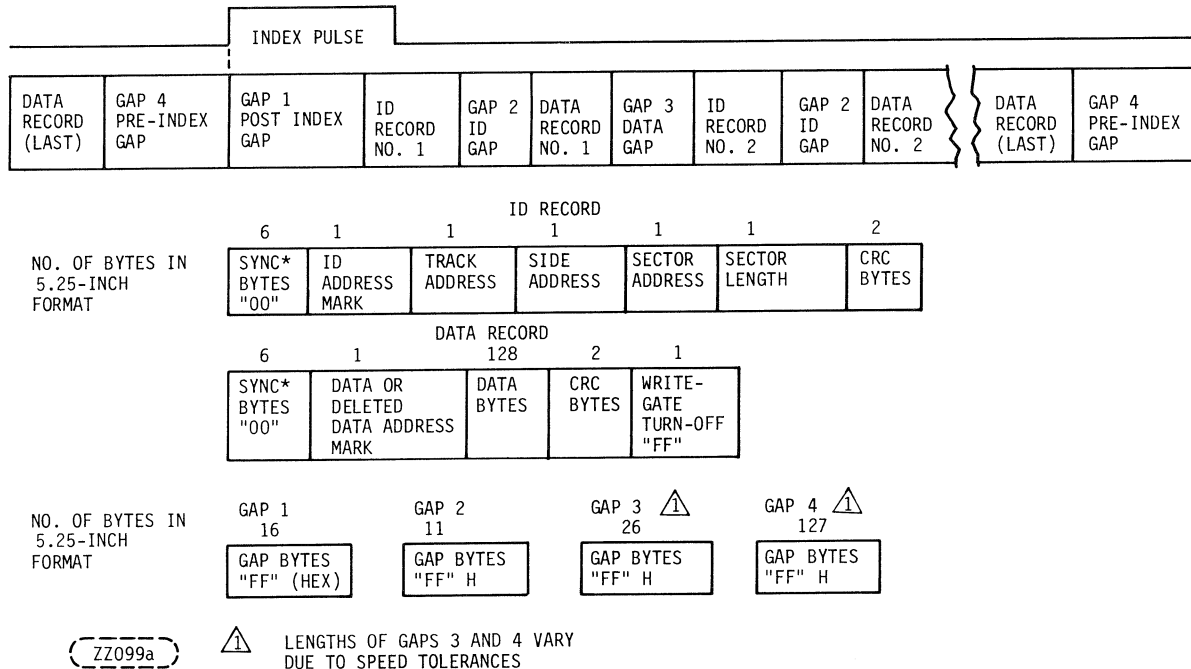 INDEX PULSE
DATA
RECORD
(LAST)
GAP 4
PRE-INDEX
GAP
GAP 1
POST INDEX
GAP
ID
RECORD
NO. 1
GAP 2
ID
GAP
DATA
RECORD
NO. 1
GAP 3
DATA
GAP
ID
RECORD
NO. 2
GAP 2
ID
GAP
DATA
RECORD
NO. 2
DATA
RECORD
(LAST)
GAP 4
PRE-INDEX
GAP
ID RECORD
6 1 1 1 1 1 2
NO. OF BYTES IN
5.25-INCH
FORMAT
SYNC*
BYTES
"00"
ID
ADDRESS
MARK
TRACK
ADDRESS
SIDE
ADDRESS
SECTOR
ADDRESS
SECTOR
LENGTH
CRC
BYTES
DATA RECORD
6 1 128 2 1
SYNC*
BYTES
"00"
DATA OR
DELETED
DATA ADDRESS
MARK
DATA
BYTES
CRC
BYTES
WRITE-
GATE
TURN-OFF
"FF"
NO. OF BYTES IN
5.25-INCH
FORMAT
GAP 1
16
GAP BYTES
"FF" (HEX)
GAP 2
11
GAP BYTES
"FF" H
GAP 3 1
26
GAP BYTES
"FF" H
GAP 4 1
127
GAP BYTES
"FF" H
ZZ099a
1 LENGTHS OF GAPS 3 AND 4 VARY
DUE TO SPEED TOLERANCES